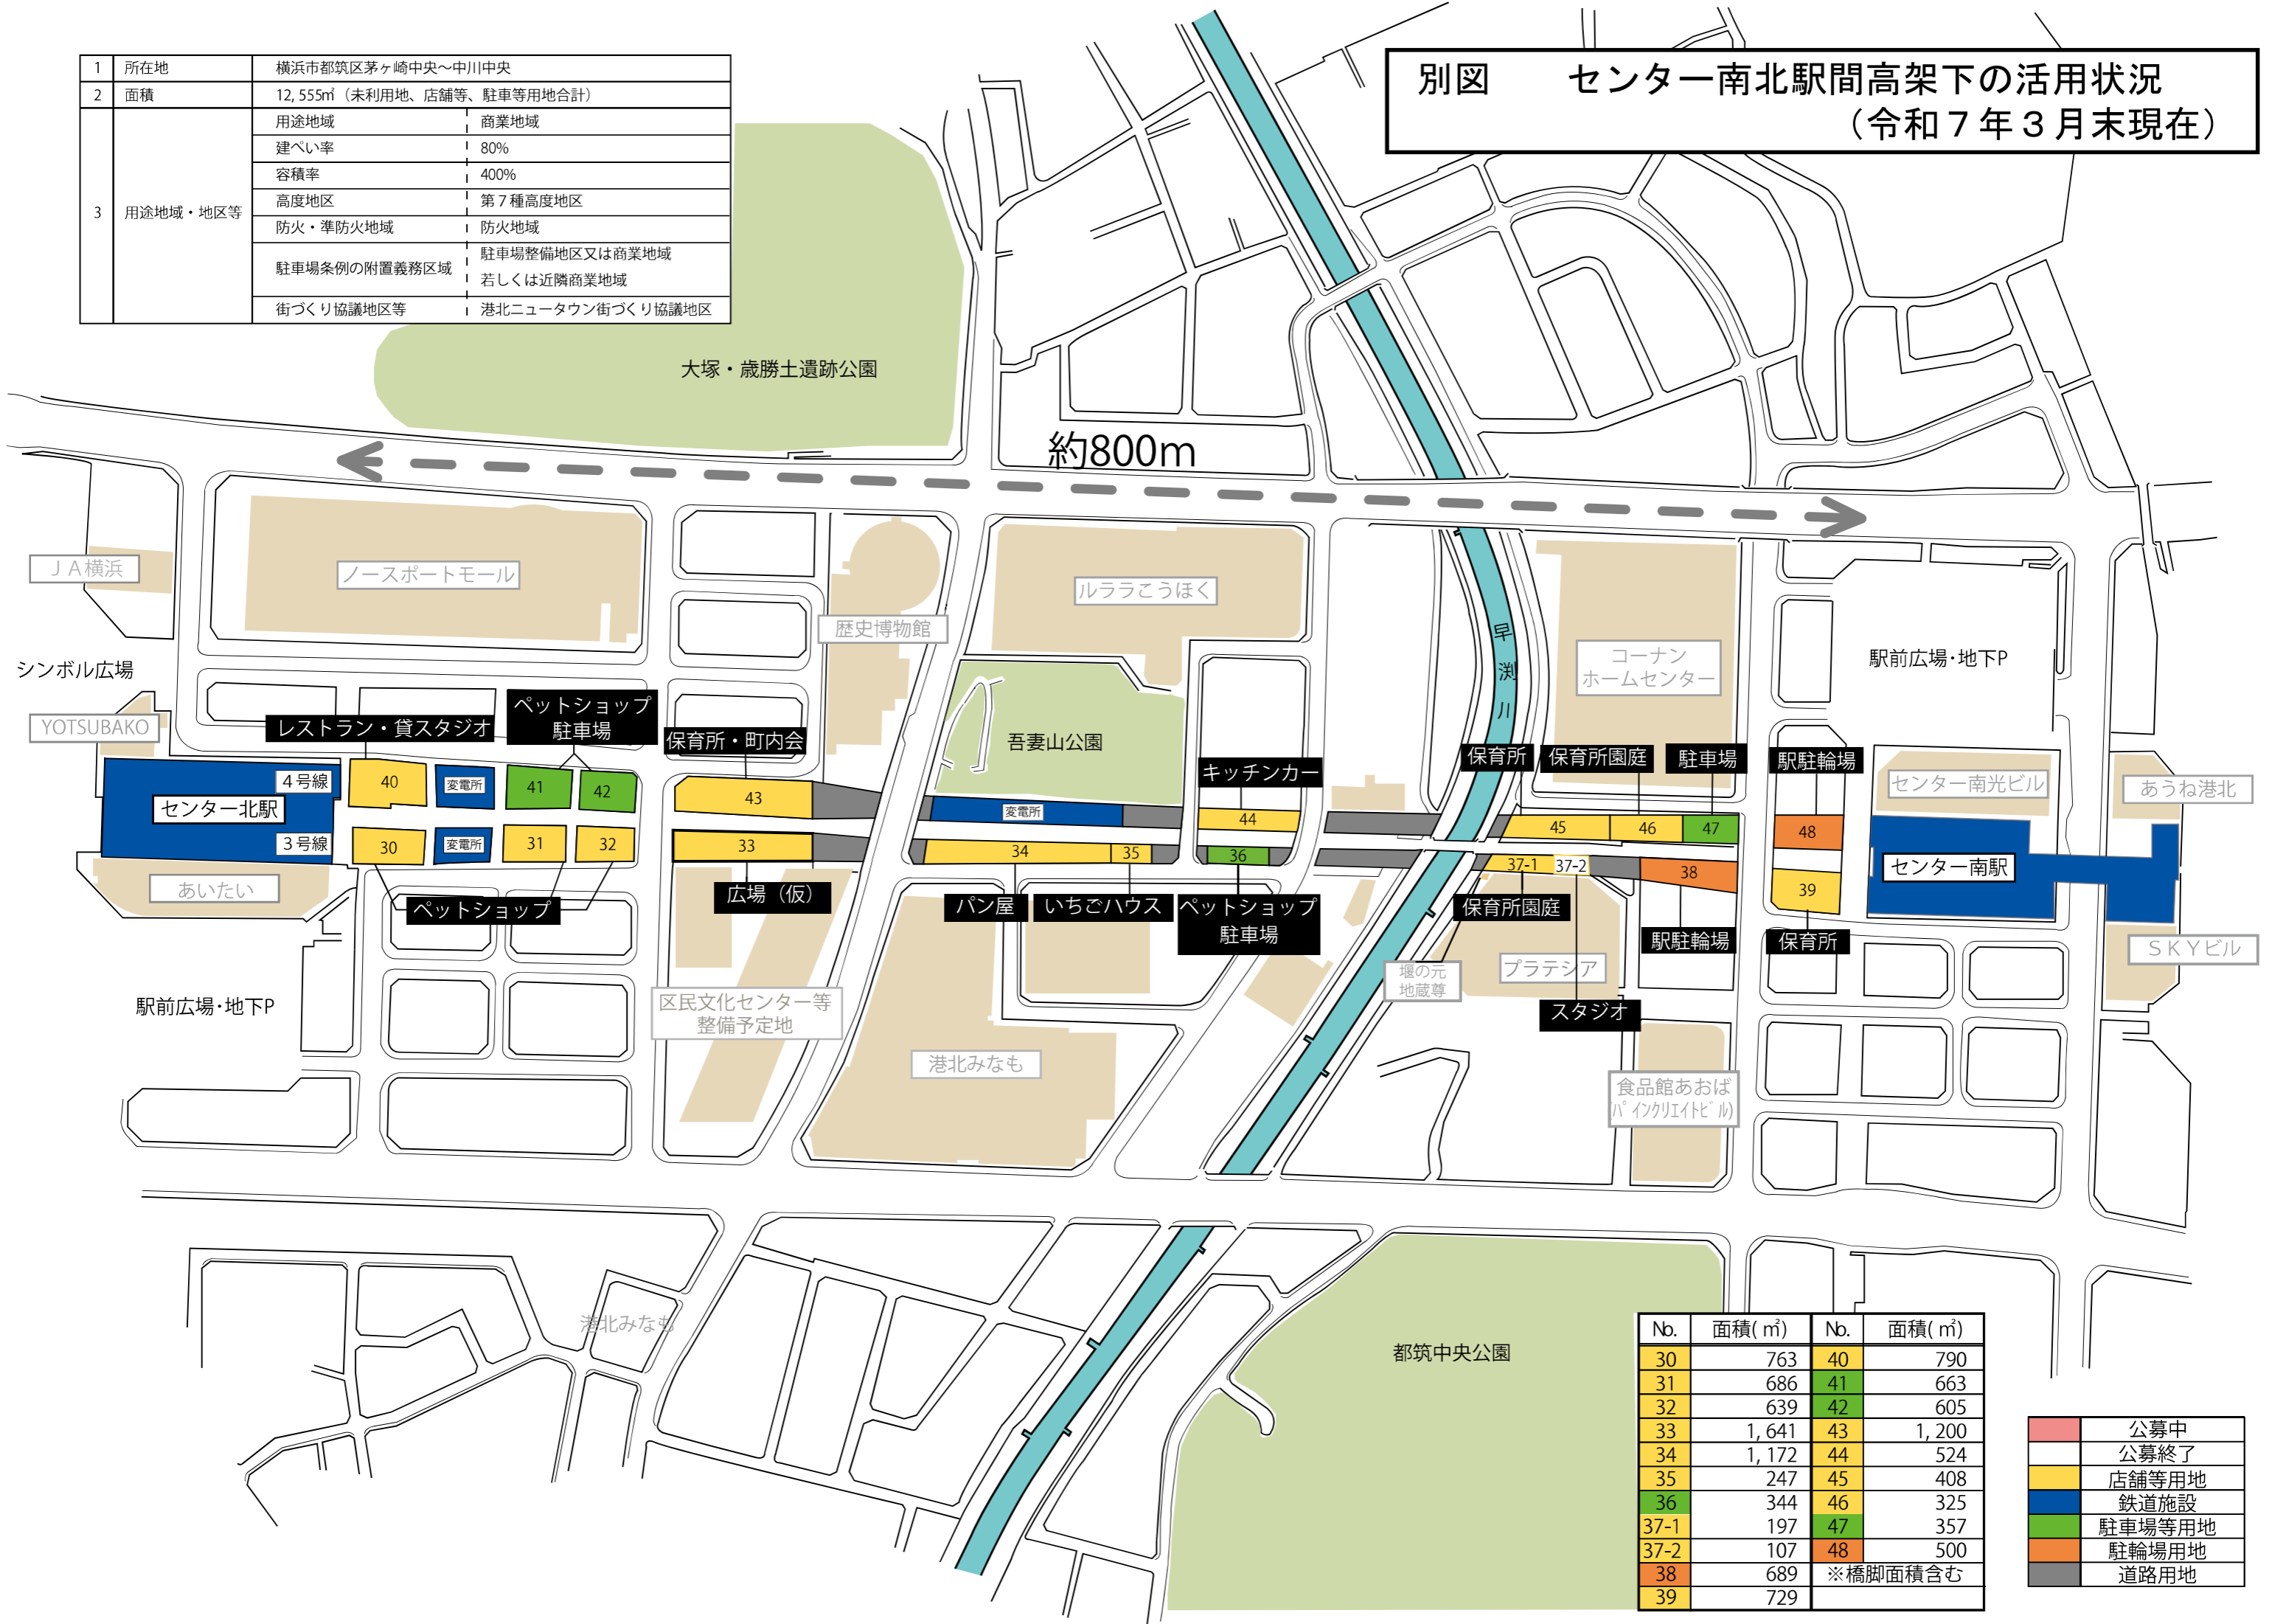 別図　　センター南北駅間高架下の活用状況
（令和７年３月末現在）
1 所在地 横浜市都筑区茅ヶ崎中央〜中川中央
2 面積 12,555㎡（未利用地、店舗等、駐車等用地合計）
3 用途地域・地区等
用途地域 商業地域
建ぺい率 80%
容積率 400%
高度地区 第７種高度地区
防火・準防火地域 防火地域
駐車場条例の附置義務区域 駐車場整備地区又は商業地域
若しくは近隣商業地域
街づくり協議地区等 港北ニュータウン街づくり協議地区
大塚・歳勝土遺跡公園
約800m
ＪＡ横浜
ノースポートモール
歴史博物館
ルララこうほく
早
渕
川
コーナン
ホームセンター
駅前広場・地下P
シンボル広場
YOTSUBAKO
レストラン・貸スタジオ
ペットショップ
駐車場
保育所・町内会
吾妻山公園
キッチンカー
保育所
保育所園庭
駐車場
駅駐輪場
センター南光ビル
あうね港北
４号線
センター北駅
３号線
40
変電所
41
42
43
変電所
44
45
46
47
48
30
変電所
31
32
33
34
35
36
37-1
37-2
38
39
センター南駅
あいたい
ペットショップ
広場（仮）
パン屋
いちごハウス
ペットショップ
駐車場
保育所園庭
駅駐輪場
保育所
ＳＫＹビル
堰の元
地蔵尊
プラテシア
スタジオ
駅前広場・地下P
区民文化センター等
整備予定地
港北みなも
食品館あおば
(ﾊﾟｲﾝｸﾘｴｲﾄﾋﾞﾙ)
港北みなも
都筑中央公園
No. 面積(㎡) No. 面積(㎡)
30 763 40 790
31 686 41 663
32 639 42 605
33 1,641 43 1,200
34 1,172 44 524
35 247 45 408
36 344 46 325
37-1 197 47 357
37-2 107 48 500
38 689 ※橋脚面積含む
39 729
公募中
公募終了
店舗等用地
鉄道施設
駐車場等用地
駐輪場用地
道路用地